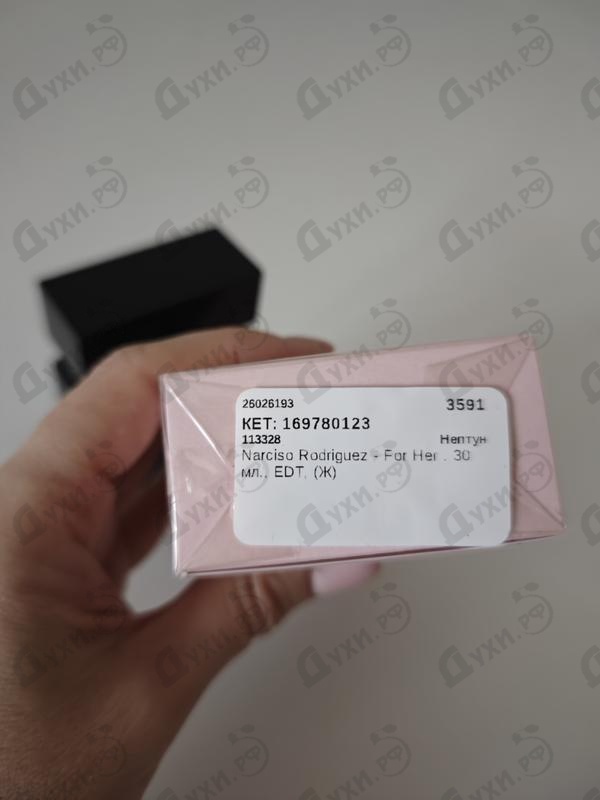 26026193 3591
КЕТ: 169780123
113328 Нептун
Narciso Rodriguez - For Her . 30
мл., EDT, (Ж)
Духи.рф